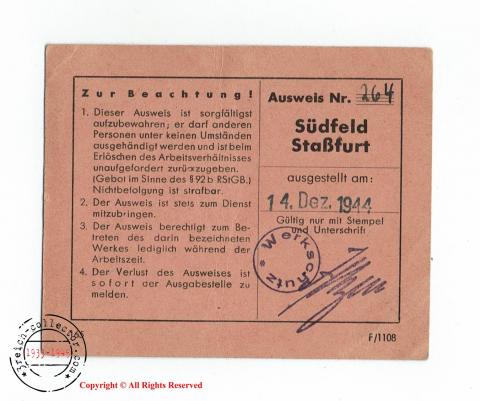 Zur Beachtung!
1. Dieser Ausweis ist sorgfältigst
aufzubewahren; er darf anderen
Personen unter keinen Umständen
ausgehändigt werden und ist beim
Erlöschen des Arbeitsverhältnisses
unaufgefordert zurückzugeben.
(Gebot im Sinne des § 92 b RStGB.)
Nichtbefolgung ist strafbar.
2. Der Ausweis ist stets zum Dienst
mitzubringen.
3. Der Ausweis berechtigt zum Be-
treten des darin bezeichneten
Werkes lediglich während der
Arbeitszeit.
4. Der Verlust des Ausweises ist
sofort der Ausgabestelle zu
melden.
Ausweis Nr. 264
Südfeld
Staßfurt
ausgestellt am:
14. Dez. 1944
Gültig nur mit Stempel
und Unterschrift
Werkschutz
F/1108
3reich-collector.com
1933-1945
Copyright © All Rights Reserved